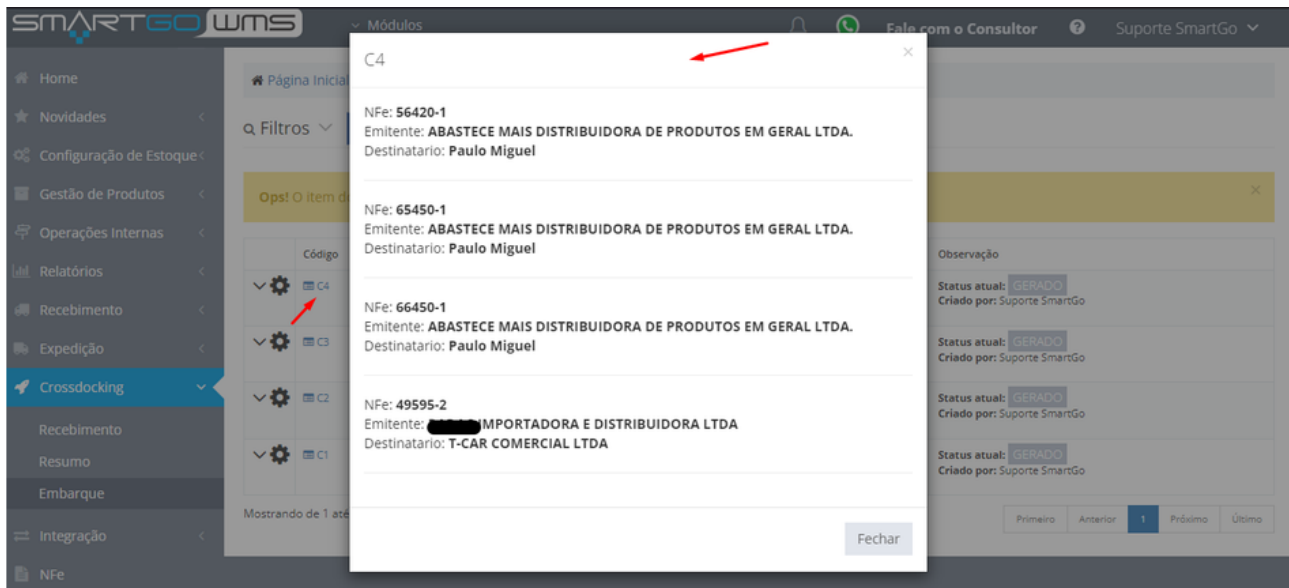 SMARTGO WMS
Módulos
Fale com o Consultor
Suporte SmartGo
Home
Novidades
Configuração de Estoque
Gestão de Produtos
Operações Internas
Relatórios
Recebimento
Expedição
Crossdocking
Recebimento
Resumo
Embarque
Integração
NFe
Página Inicial
Filtros
Ops! O item d
Código
Observação
C4
Status atual: GERADO
Criado por: Suporte SmartGo
C3
Status atual: GERADO
Criado por: Suporte SmartGo
C2
Status atual: GERADO
Criado por: Suporte SmartGo
C1
Status atual: GERADO
Criado por: Suporte SmartGo
Mostrando de 1 até
Primeiro Anterior 1 Próximo Último
C4
×
NFe: 56420-1
Emitente: ABASTECE MAIS DISTRIBUIDORA DE PRODUTOS EM GERAL LTDA.
Destinatario: Paulo Miguel
NFe: 65450-1
Emitente: ABASTECE MAIS DISTRIBUIDORA DE PRODUTOS EM GERAL LTDA.
Destinatario: Paulo Miguel
NFe: 66450-1
Emitente: ABASTECE MAIS DISTRIBUIDORA DE PRODUTOS EM GERAL LTDA.
Destinatario: Paulo Miguel
NFe: 49595-2
Emitente: IMPORTADORA E DISTRIBUIDORA LTDA
Destinatario: T-CAR COMERCIAL LTDA
Fechar